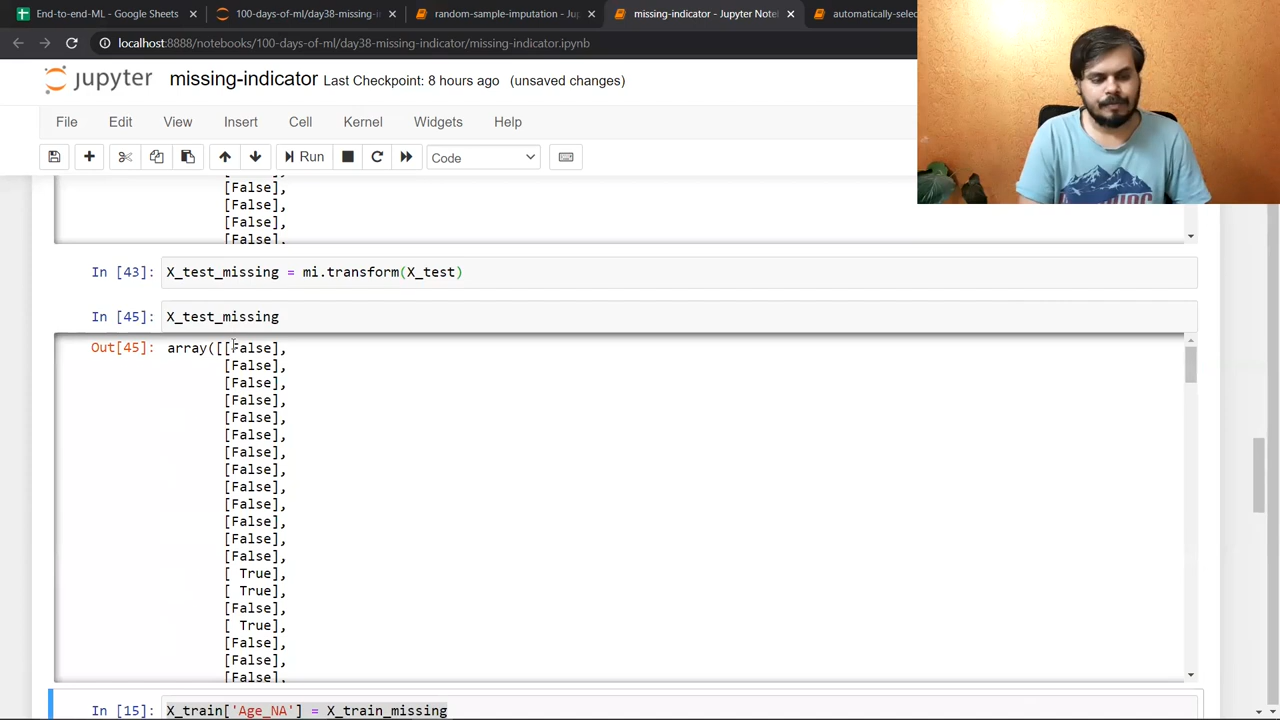 End-to-end-ML - Google Sheets
100-days-of-ml/day38-missing-i
random-sample-imputation - Ju
missing-indicator - Jupyter Note
automatically-sele
localhost:8888/notebooks/100-days-of-ml/day38-missing-indicator/missing-indicator.ipynb
jupyter missing-indicator Last Checkpoint: 8 hours ago (unsaved changes)
File Edit View Insert Cell Kernel Widgets Help
Run Code
[False],
[False],
[False],
[False],
In [43]: X_test_missing = mi.transform(X_test)
In [45]: X_test_missing
Out[45]: array([[False],
[False],
[False],
[False],
[False],
[False],
[False],
[False],
[False],
[False],
[False],
[False],
[False],
[ True],
[ True],
[False],
[ True],
[False],
[False],
[False],
In [15]: X_train['Age_NA'] = X_train_missing